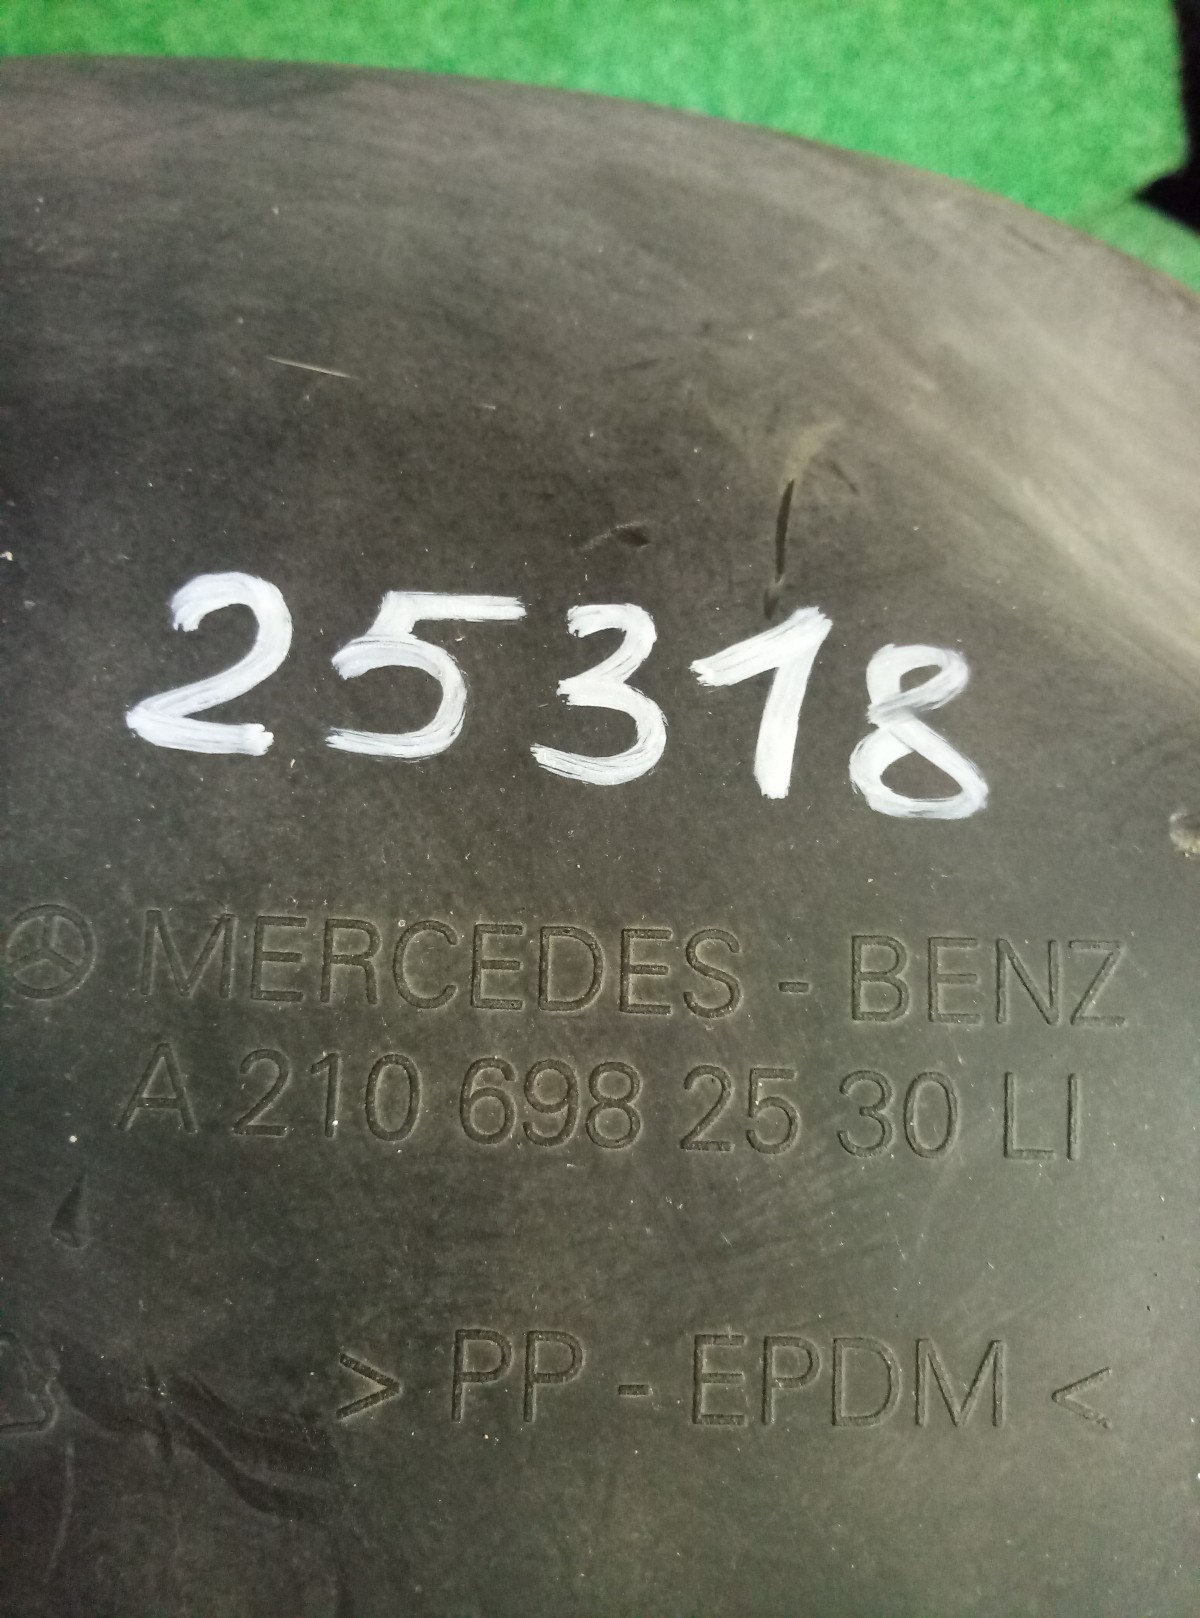 25318
MERCEDES - BENZ
A 210 698 25 30 LI
> PP - EPDM <